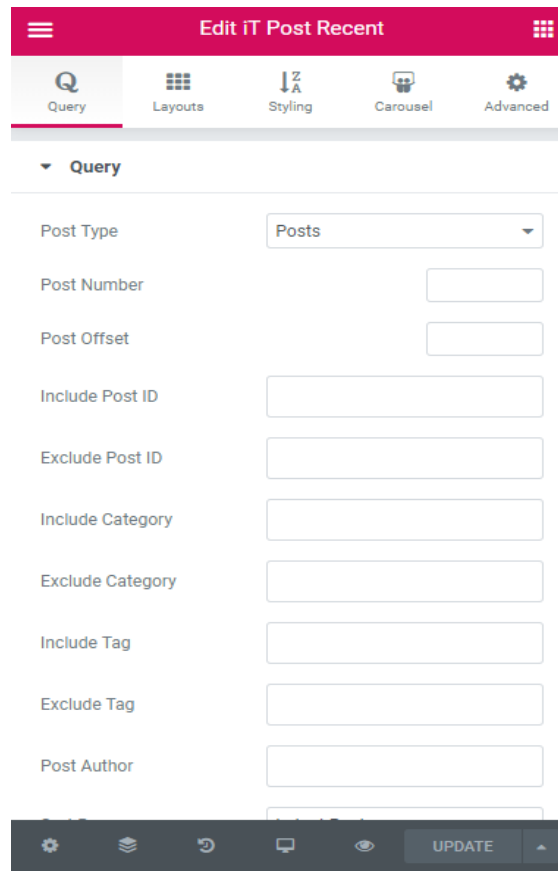 Edit iT Post Recent
Query Layouts Styling Carousel Advanced
Query
Post Type Posts
Post Number
Post Offset
Include Post ID
Exclude Post ID
Include Category
Exclude Category
Include Tag
Exclude Tag
Post Author
UPDATE